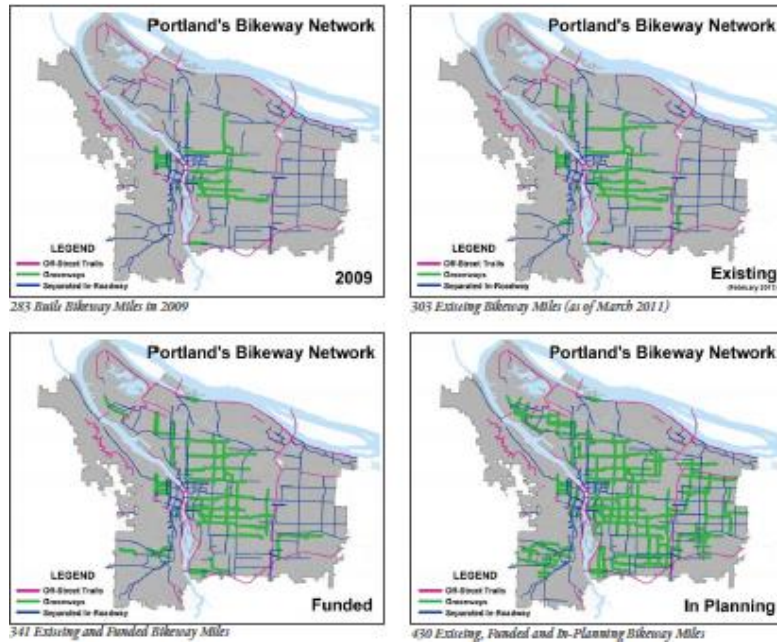 Portland's Bikeway Network
LEGEND
Off-Street Trails
Greenways
Separated In-Roadway
2009
283 Built Bikeway Miles in 2009
Portland's Bikeway Network
LEGEND
Off-Street Trails
Greenways
Separated In-Roadway
Existing
(February 2011)
303 Existing Bikeway Miles (as of March 2011)
Portland's Bikeway Network
LEGEND
Off-Street Trails
Greenways
Separated In-Roadway
Funded
341 Existing and Funded Bikeway Miles
Portland's Bikeway Network
LEGEND
Off-Street Trails
Greenways
Separated In-Roadway
In Planning
430 Existing, Funded and In-Planning Bikeway Miles